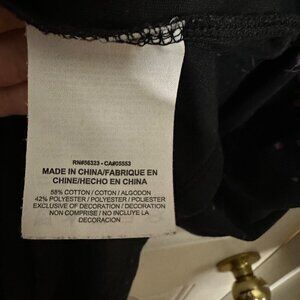 RN#56323 - CA#05553
MADE IN CHINA/FABRIQUE EN
CHINE/HECHO EN CHINA
58% COTTON / COTON / ALGODON
42% POLYESTER / POLYESTER / POLIESTER
EXCLUSIVE OF DECORATION / DECORATION
NON COMPRISE / NO INCLUYE LA
DECORACION